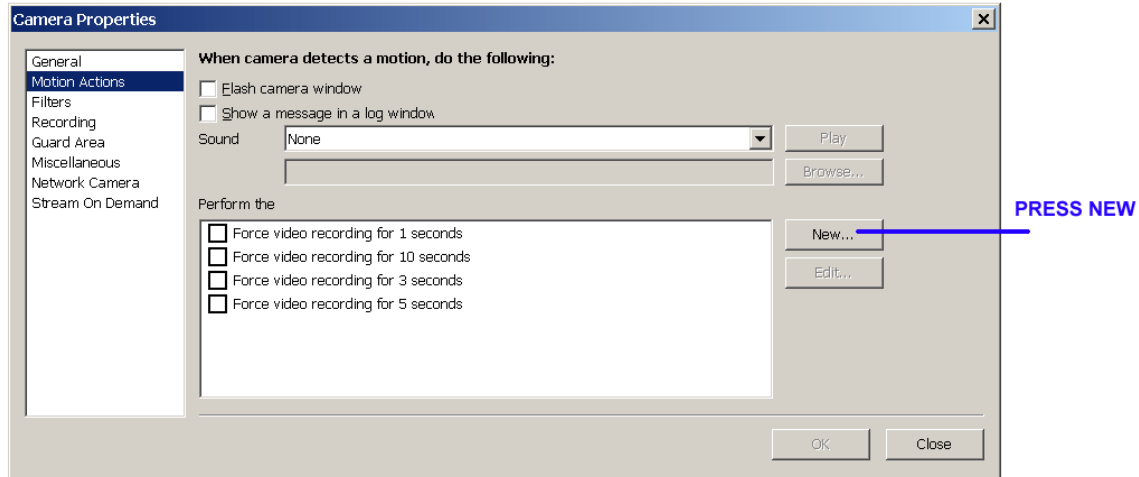 Camera Properties
General
Motion Actions
Filters
Recording
Guard Area
Miscellaneous
Network Camera
Stream On Demand
When camera detects a motion, do the following:
Flash camera window
Show a message in a log window
Sound
None
Play
Browse...
Perform the
Force video recording for 1 seconds
Force video recording for 10 seconds
Force video recording for 3 seconds
Force video recording for 5 seconds
New...
Edit...
PRESS NEW
OK
Close